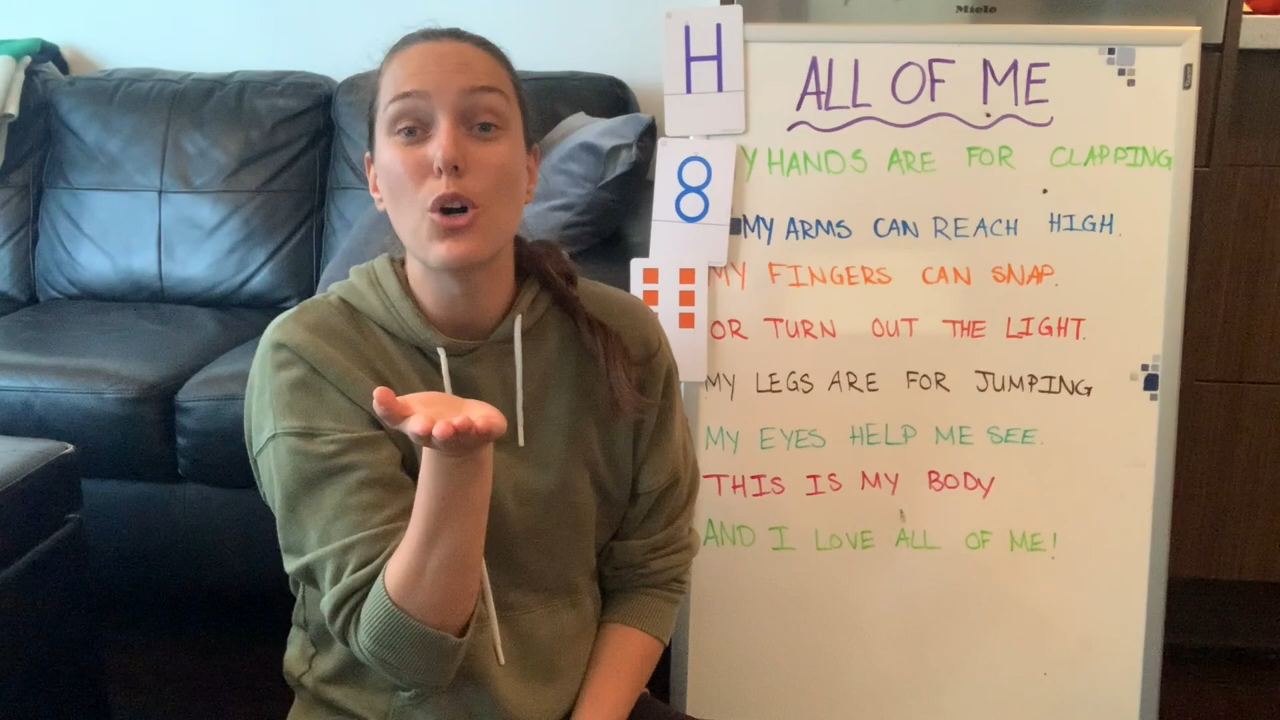 Miele
H
8
ALL OF ME
Y HANDS ARE FOR CLAPPING
MY ARMS CAN REACH HIGH.
MY FINGERS CAN SNAP.
OR TURN OUT THE LIGHT.
MY LEGS ARE FOR JUMPING
MY EYES HELP ME SEE.
THIS IS MY BODY
AND I LOVE ALL OF ME!